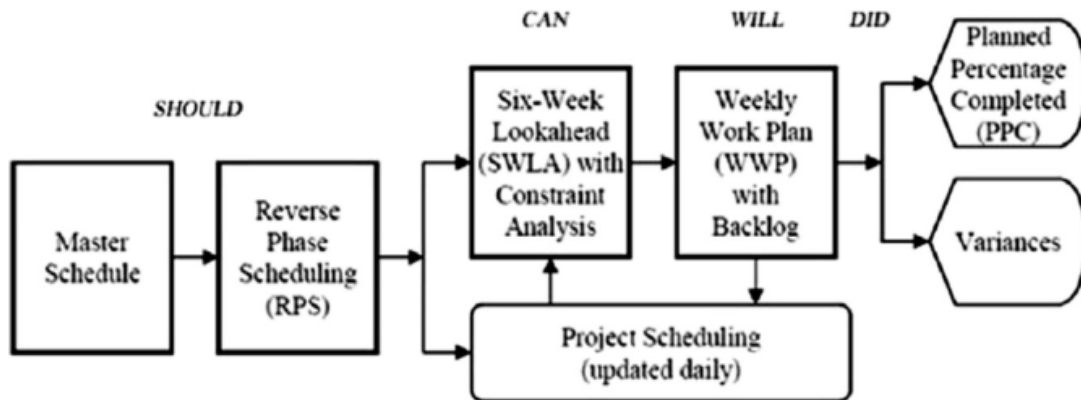 CAN
WILL
DID
SHOULD
Master
Schedule
Reverse
Phase
Scheduling
(RPS)
Six-Week
Lookahead
(SWLA) with
Constraint
Analysis
Weekly
Work Plan
(WWP)
with
Backlog
Planned
Percentage
Completed
(PPC)
Variances
Project Scheduling
(updated daily)